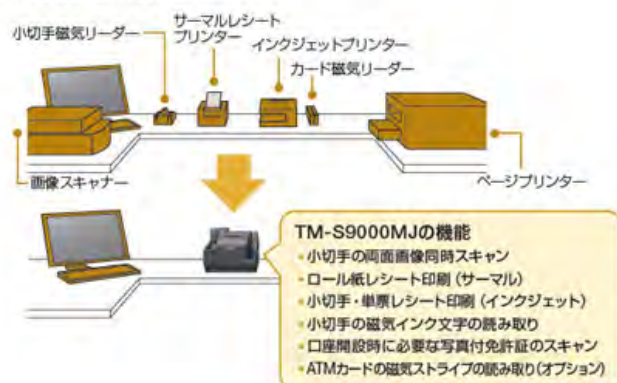 小切手磁気リーダー
サーマルレシート
プリンター
インクジェットプリンター
カード磁気リーダー
画像スキャナー
ページプリンター
TM-S9000MJの機能
・小切手の両面画像同時スキャン
・ロール紙レシート印刷（サーマル）
・小切手・単票レシート印刷（インクジェット）
・小切手の磁気インク文字の読み取り
・口座開設時に必要な写真付免許証のスキャン
・ATMカードの磁気ストライプの読み取り（オプション）